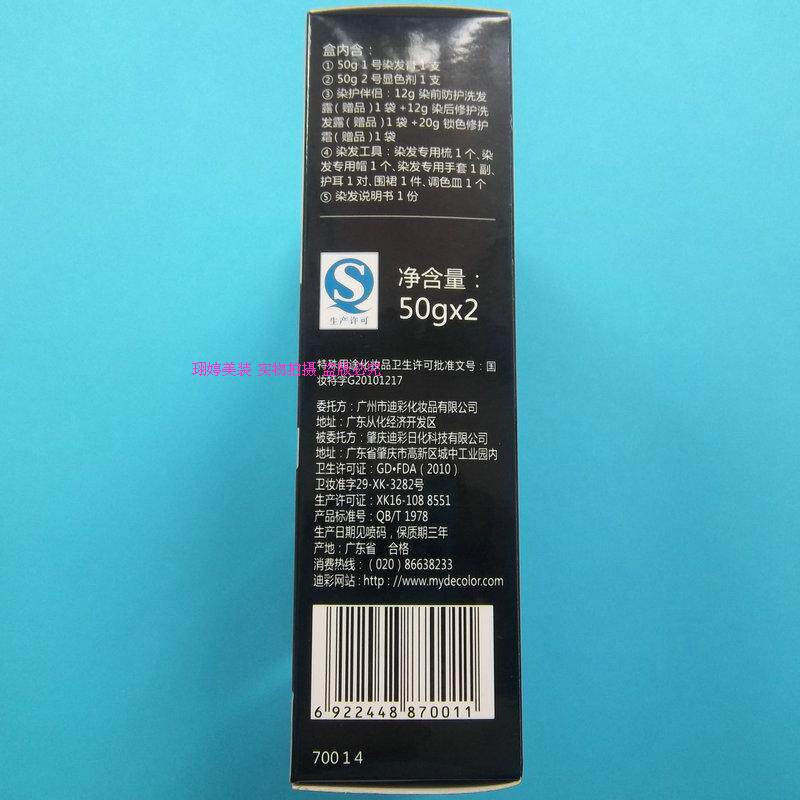 盒内含：
① 50g 1 号染发膏 1 支
② 50g 2 号显色剂 1 支
③ 染护伴侣：12g 染前防护洗发
露 ( 赠品 ) 1 袋 +12g 染后修护洗
发露 ( 赠品 ) 1 袋 +20g 锁色修护
霜 ( 赠品 ) 1 袋
④ 染发工具：染发专用梳 1 个、染
发专用帽 1 个、染发专用手套 1 副、
护耳 1 对、围裙 1 件、调色皿 1 个
⑤ 染发说明书 1 份
生产许可
净含量：
50gx2
特殊用途化妆品卫生许可批准文号：国
妆特字G20101217
珝婷美装 实物拍摄 盗版必究
委托方：广州市迪彩化妆品有限公司
地址：广东从化经济开发区
被委托方：肇庆迪彩日化科技有限公司
地址：广东省肇庆市高新区城中工业园内
卫生许可证：GD•FDA（2010）
卫妆准字29-XK-3282号
生产许可证：XK16-108 8551
产品标准号：QB/T 1978
生产日期见喷码，保质期三年
产地：广东省 合格
消费热线：（020）86638233
迪彩网站：http：//www.mydecolor.com
6 922448 870011
70014